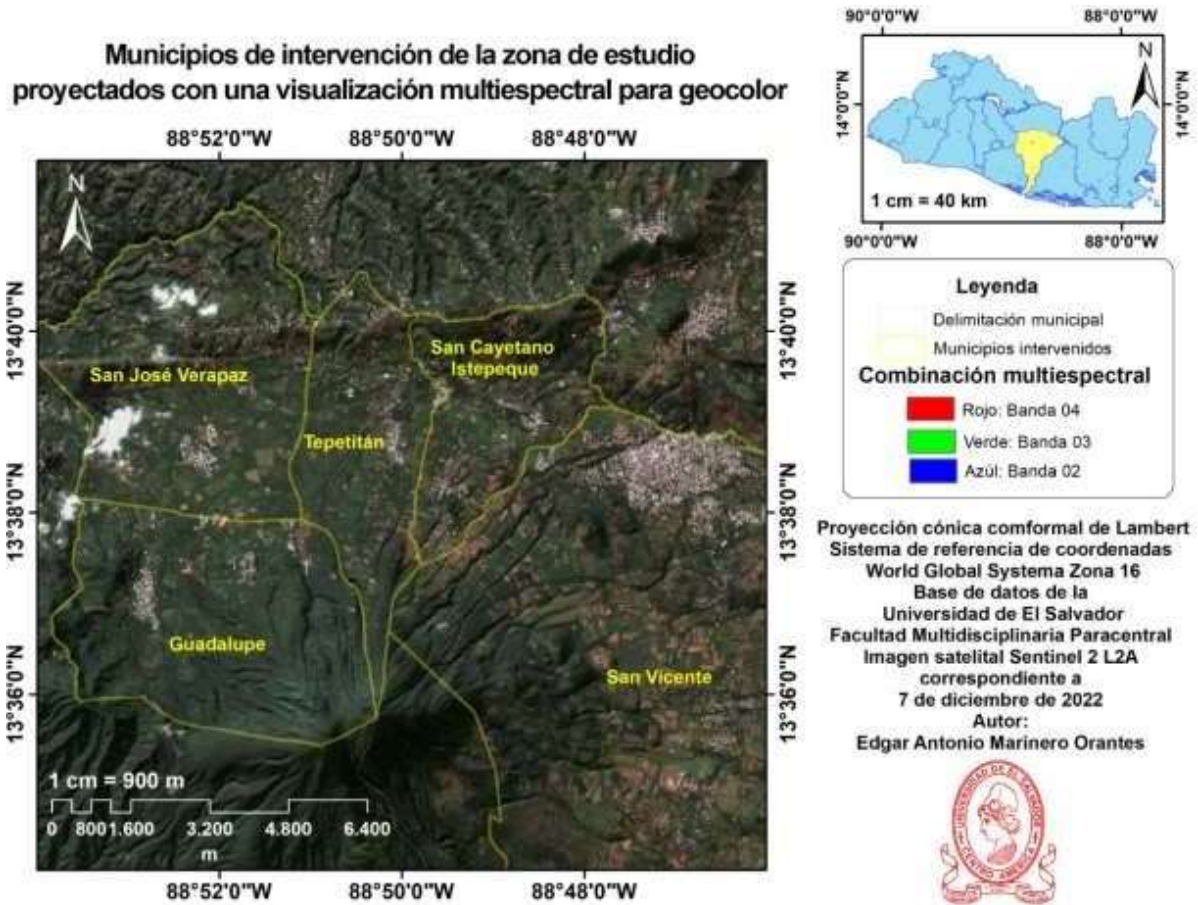 Municipios de intervención de la zona de estudio
proyectados con una visualización multiespectral para geocolor
88°52'0"W
88°50'0"W
88°48'0"W
N
13°40'0"N
13°38'0"N
13°36'0"N
San José Verapaz
San Cayetano
Istepeque
Tepetitán
Guadalupe
San Vicente
13°40'0"N
13°38'0"N
13°36'0"N
1 cm = 900 m
0 800 1.600 3.200 4.800 6.400
m
88°52'0"W
88°50'0"W
88°48'0"W
90°0'0"W
88°0'0"W
14°0'0"N
N
14°0'0"N
1 cm = 40 km
90°0'0"W
88°0'0"W
Leyenda
Delimitación municipal
Municipios intervenidos
Combinación multiespectral
Rojo: Banda 04
Verde: Banda 03
Azúl: Banda 02
Proyección cónica comformal de Lambert
Sistema de referencia de coordenadas
World Global Systema Zona 16
Base de datos de la
Universidad de El Salvador
Facultad Multidisciplinaria Paracentral
Imagen satelital Sentinel 2 L2A
correspondiente a
7 de diciembre de 2022
Autor:
Edgar Antonio Marinero Orantes
UNIVERSIDAD DE EL SALVADOR
CENTRO AMERICA